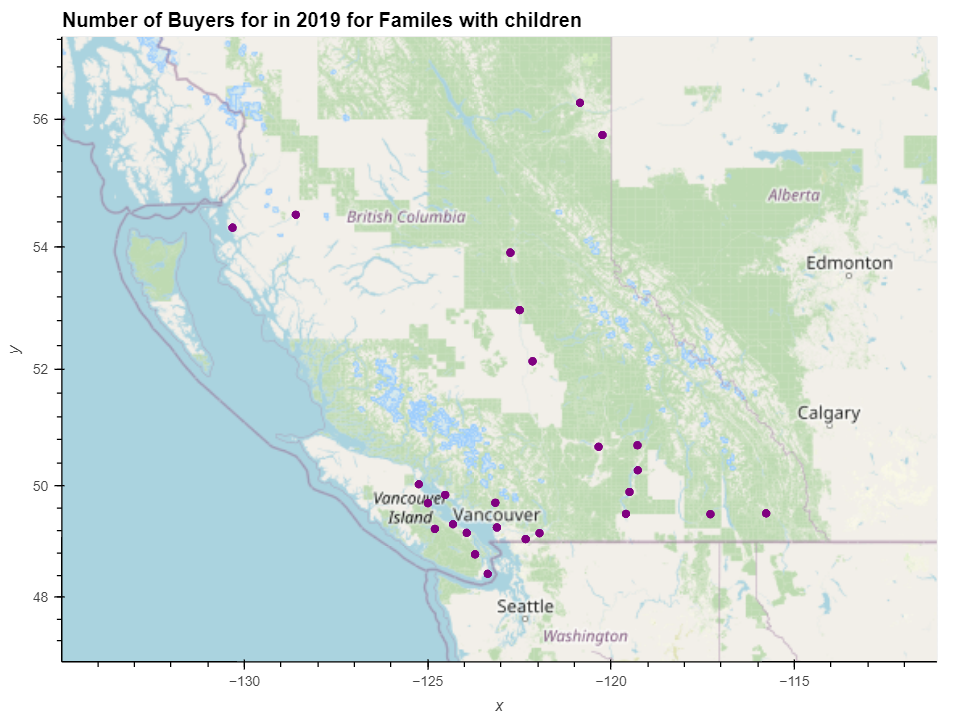 Number of Buyers for in 2019 for Familes with children
56
British Columbia
Alberta
54
Edmonton
y
52
Calgary
50
Vancouver
Island
Vancouver
48
Seattle
Washington
−130
−125
−120
−115
x